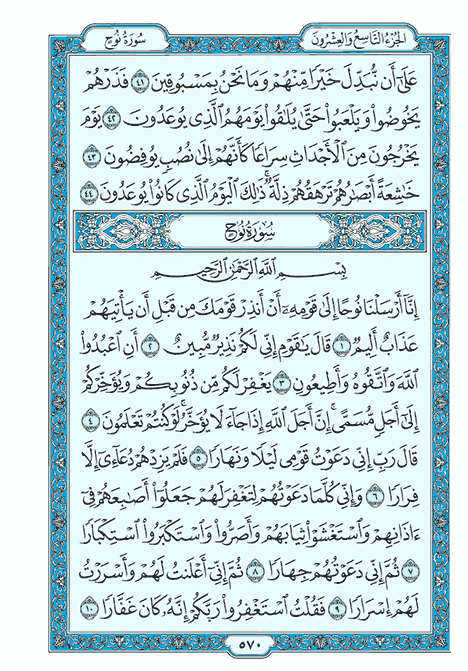 الجزء التاسع والعشرون
سورة نوح
عَلَىٰٓ أَن نُّبَدِّلَ خَيْرًا مِّنْهُمْ وَمَا نَحْنُ بِمَسْبُوقِينَ ٤١ فَذَرْهُمْ
يَخُوضُوا۟ وَيَلْعَبُوا۟ حَتَّىٰ يُلَٰقُوا۟ يَوْمَهُمُ ٱلَّذِى يُوعَدُونَ ٤٢ يَوْمَ
يَخْرُجُونَ مِنَ ٱلْأَجْدَاثِ سِرَاعًا كَأَنَّهُمْ إِلَىٰ نُصُبٍ يُوفِضُونَ ٤٣
خَٰشِعَةً أَبْصَٰرُهُمْ تَرْهَقُهُمْ ذِلَّةٌ ۚ ذَٰلِكَ ٱلْيَوْمُ ٱلَّذِى كَانُوا۟ يُوعَدُونَ ٤٤
سورة نوح
بِسْمِ ٱللَّهِ ٱلرَّحْمَٰنِ ٱلرَّحِيمِ
إِنَّآ أَرْسَلْنَا نُوحًا إِلَىٰ قَوْمِهِۦٓ أَنْ أَنذِرْ قَوْمَكَ مِن قَبْلِ أَن يَأْتِيَهُمْ
عَذَابٌ أَلِيمٌ ١ قَالَ يَٰقَوْمِ إِنِّى لَكُمْ نَذِيرٌ مُّبِينٌ ٢ أَنِ ٱعْبُدُوا۟
ٱللَّهَ وَٱتَّقُوهُ وَأَطِيعُونِ ٣ يَغْفِرْ لَكُم مِّن ذُنُوبِكُمْ وَيُؤَخِّرْكُمْ
إِلَىٰٓ أَجَلٍ مُّسَمًّى ۚ إِنَّ أَجَلَ ٱللَّهِ إِذَا جَآءَ لَا يُؤَخَّرُ ۖ لَوْ كُنتُمْ تَعْلَمُونَ ٤
قَالَ رَبِّ إِنِّى دَعَوْتُ قَوْمِى لَيْلًا وَنَهَارًا ٥ فَلَمْ يَزِدْهُمْ دُعَآءِىٓ إِلَّا
فِرَارًا ٦ وَإِنِّى كُلَّمَا دَعَوْتُهُمْ لِتَغْفِرَ لَهُمْ جَعَلُوٓا۟ أَصَٰبِعَهُمْ فِىٓ
ءَاذَانِهِمْ وَٱسْتَغْشَوْا۟ ثِيَابَهُمْ وَأَصَرُّوا۟ وَٱسْتَكْبَرُوا۟ ٱسْتِكْبَارًا
٧ ثُمَّ إِنِّى دَعَوْتُهُمْ جِهَارًا ٨ ثُمَّ إِنِّىٓ أَعْلَنتُ لَهُمْ وَأَسْرَرْتُ
لَهُمْ إِسْرَارًا ٩ فَقُلْتُ ٱسْتَغْفِرُوا۟ رَبَّكُمْ إِنَّهُۥ كَانَ غَفَّارًا ١٠
٥٧٠